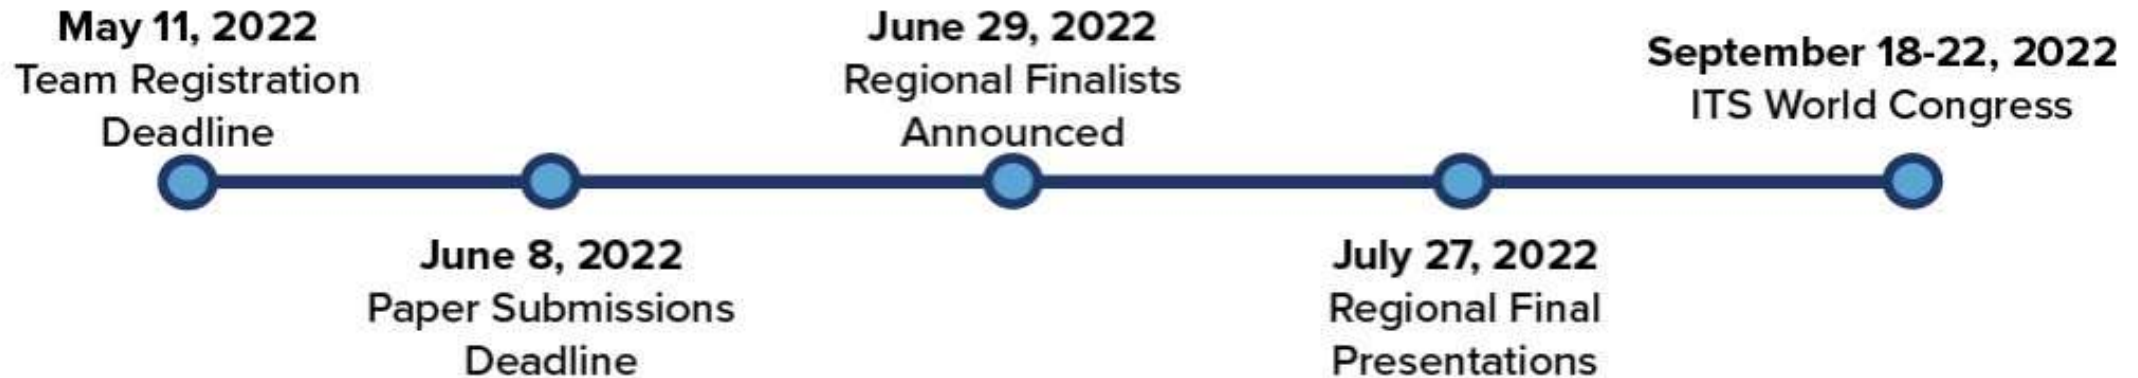 May 11, 2022
Team Registration
Deadline
June 8, 2022
Paper Submissions
Deadline
June 29, 2022
Regional Finalists
Announced
July 27, 2022
Regional Final
Presentations
September 18-22, 2022
ITS World Congress